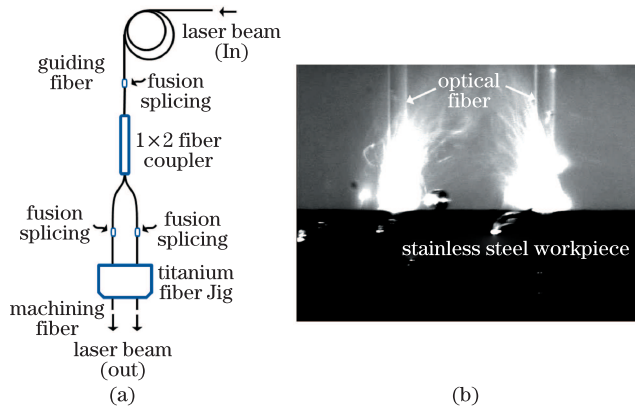 laser beam
(In)
guiding
fiber
fusion
splicing
1×2 fiber
coupler
fusion
splicing
fusion
splicing
titanium
fiber Jig
machining
fiber
laser beam
(out)
(a)
optical
fiber
stainless steel workpiece
(b)